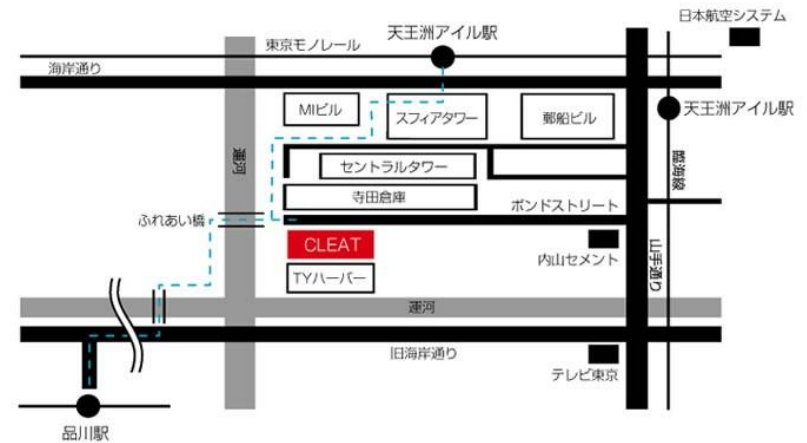 日本航空システム
天王洲アイル駅
東京モノレール
海岸通り
MIビル
スフィアタワー
郵船ビル
天王洲アイル駅
運河
セントラルタワー
臨海線
寺田倉庫
ボンドストリート
ふれあい橋
CLEAT
内山セメント
山手通り
TYハーバー
運河
旧海岸通り
テレビ東京
品川駅